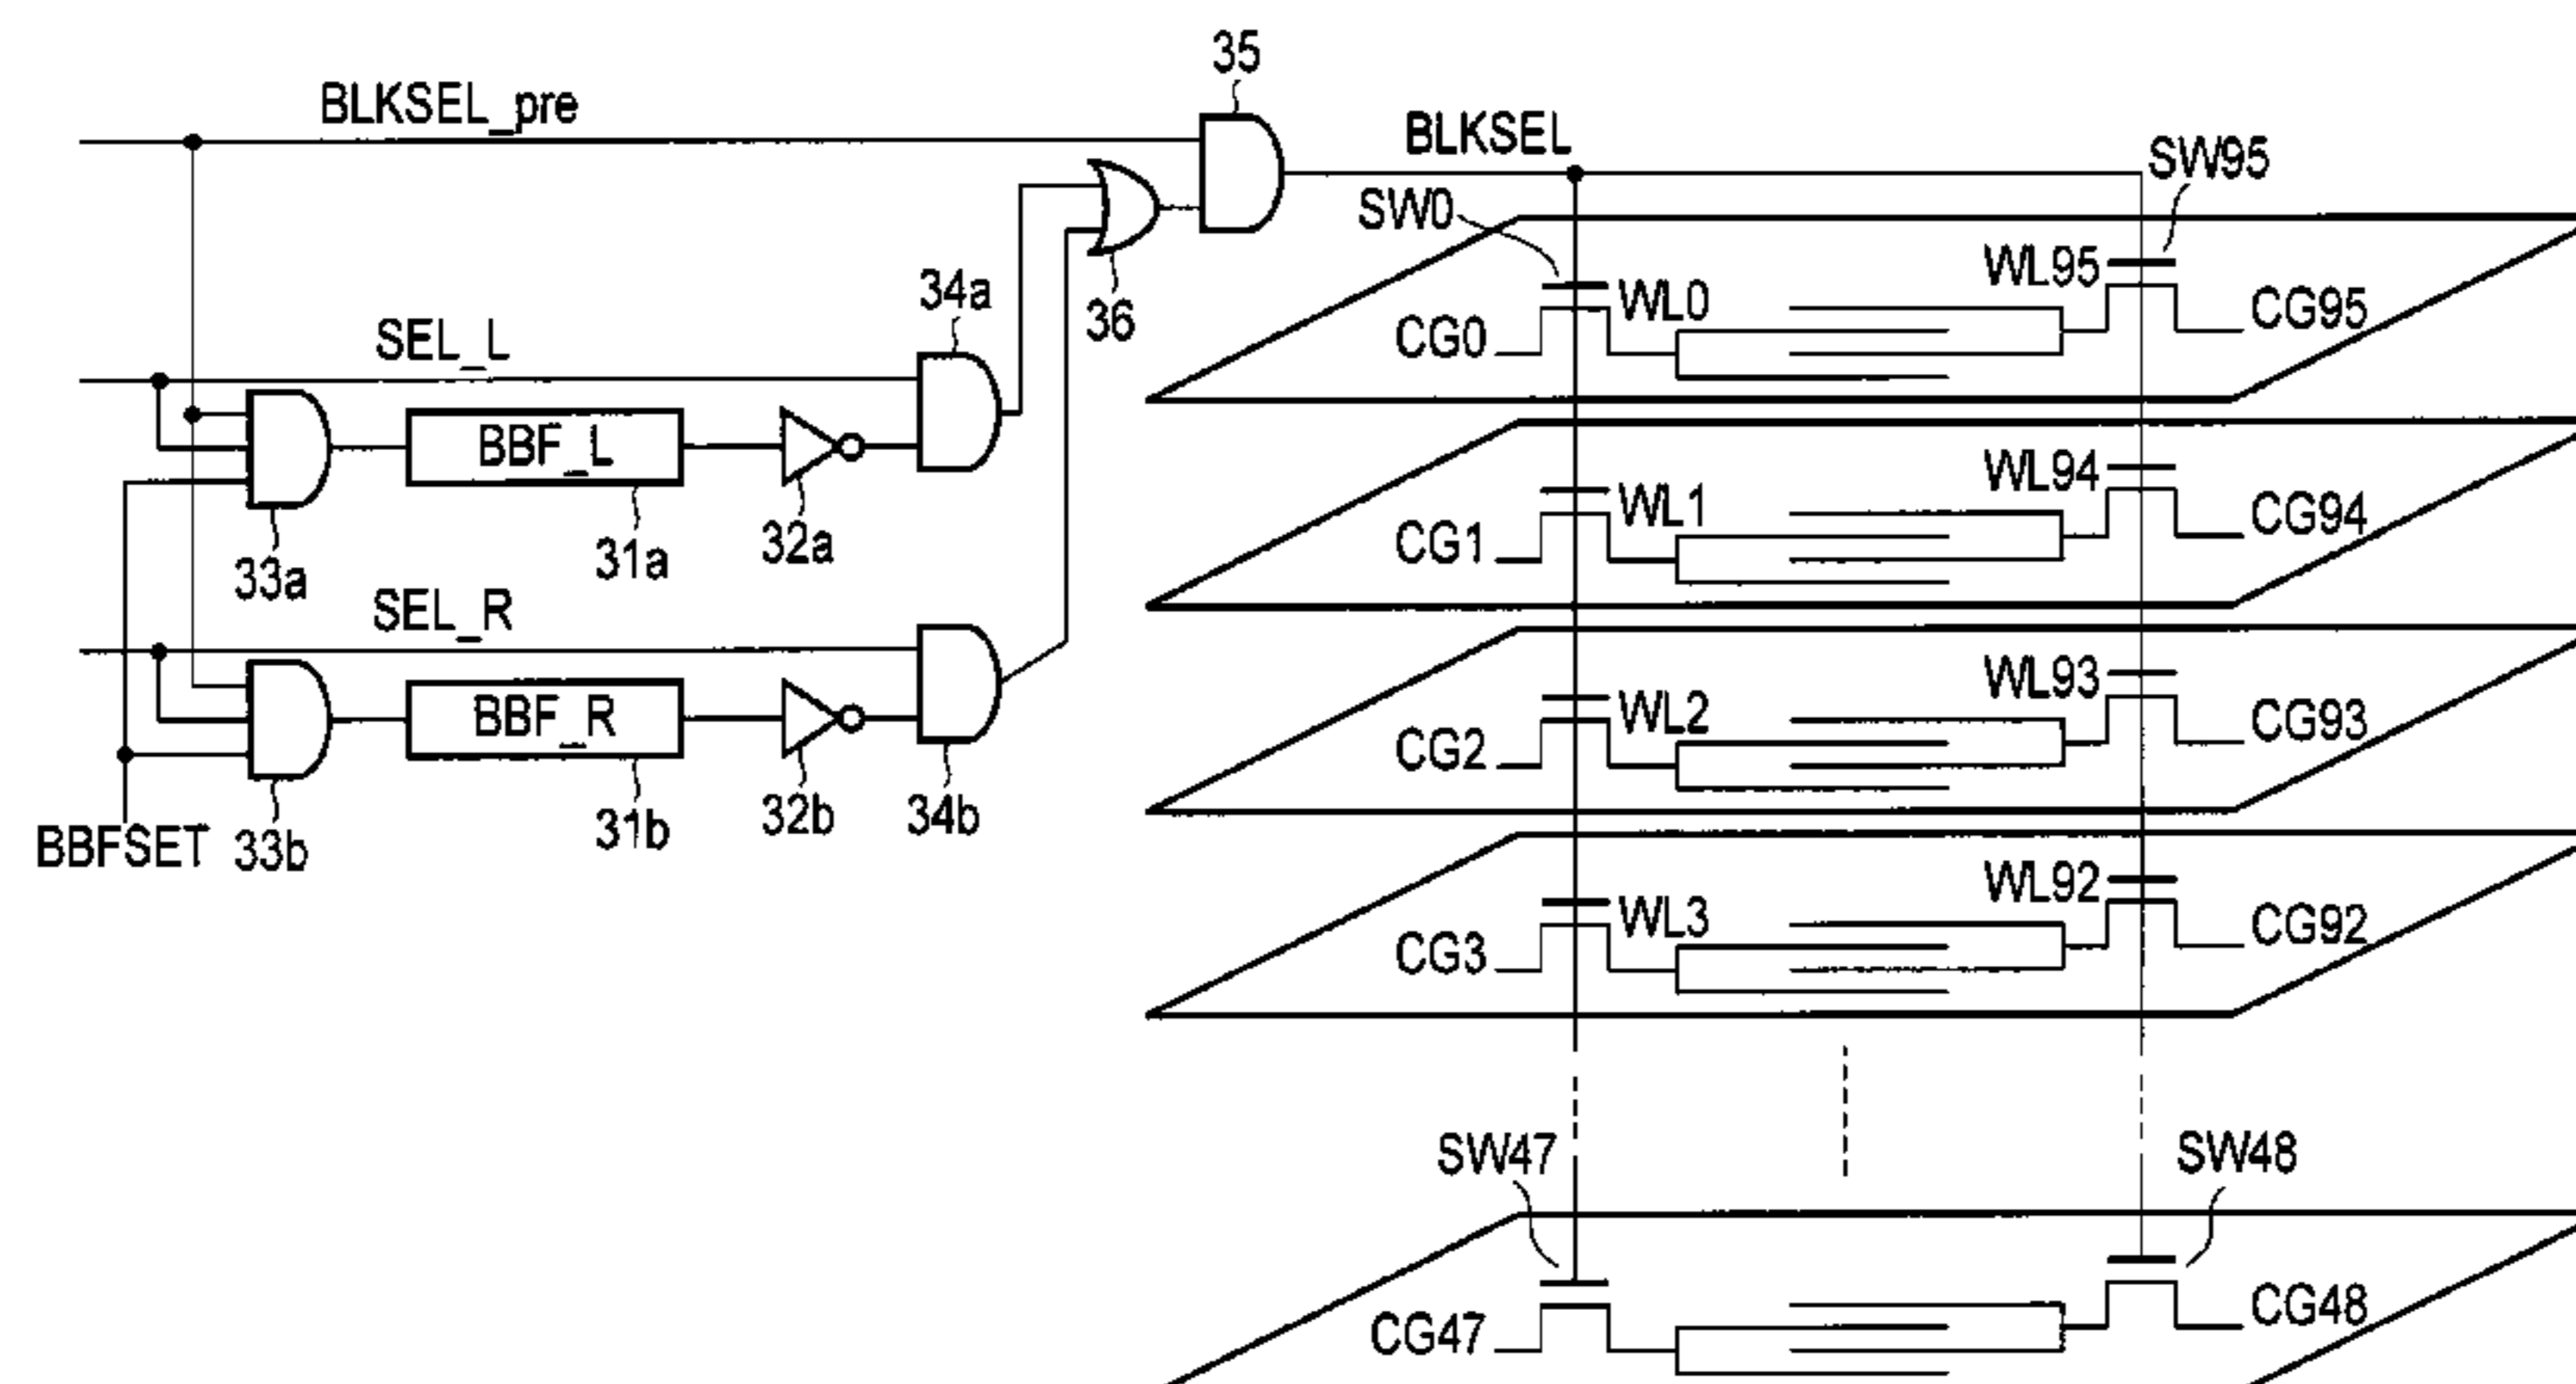 35
BLKSEL_pre
BLKSEL
SW95
SW0
36
34a
WL0
WL95
CG0
CG95
SEL_L
BBF_L
33a
31a
32a
WL1
WL94
CG1
CG94
SEL_R
BBF_R
BBFSET
33b
31b
32b
34b
WL2
WL93
CG2
CG93
WL3
WL92
CG3
CG92
SW47
SW48
CG47
CG48